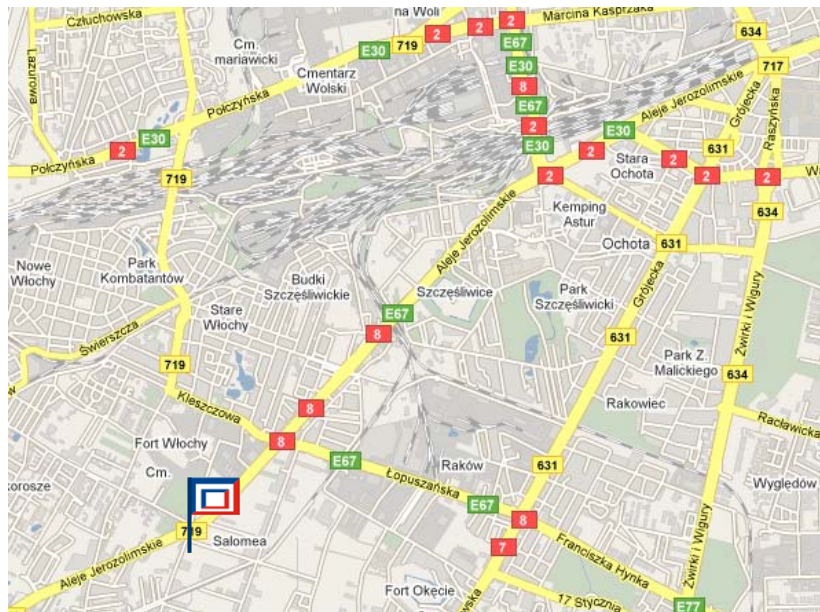 na Woli
2
2
2
Marcina Kasprzaka
634
Człuchowska
E67
717
Cm.
mariawicki
E30
719
E30
8
Lazurowa
Cmentarz
Wolski
E67
Aleje Jerozolimskie
Grójecka
Raszyńska
Połczyńska
2
E30
2
E30
2
E30
631
Stara
Ochota
2
Połczyńska
719
2
2
2
Kemping
Astur
634
Aleje Jerozolimskie
Ochota
631
Nowe
Włochy
Park
Kombatantów
Budki
Szczęśliwickie
Szczęśliwice
Park
Szczęśliwicki
Grójecka
Żwirki i Wigury
Stare
Włochy
E67
8
Świerszcza
631
719
Park Z.
Malickiego
634
Kleszczowa
8
Rakowiec
Racławicka
Fort Włochy
8
E67
Raków
631
Cm.
Łopuszańska
Wyględów
korosze
E67
8
719
Salomea
7
Franciszka Hynka
Żwirki i Wigury
Aleje Jerozolimskie
Fort Okęcie
17 Stycznia
E77